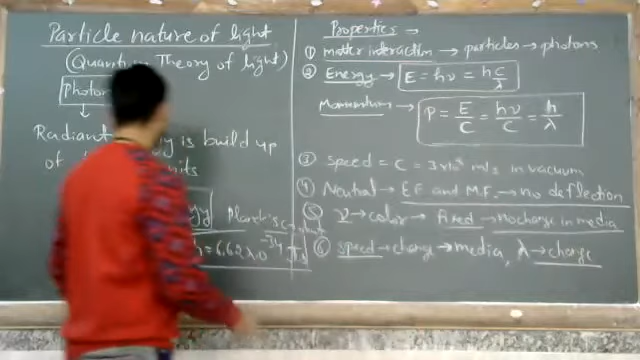 Particle nature of light
(Quantum Theory of light)
photon
Radiant is build up
of units
Planck's
h = 6.62 x 10^-34 J.s
Properties
① matter interaction → particles → photons
② Energy → E = hν = hc/λ
Momentum → P = E/C = hν/C = h/λ
③ Speed = C = 3x10^8 m/s in vacuum
④ Neutral → E.F and M.F. → no deflection
⑤ ν → color → fixed → no change in media
⑥ speed → change → media, λ → change